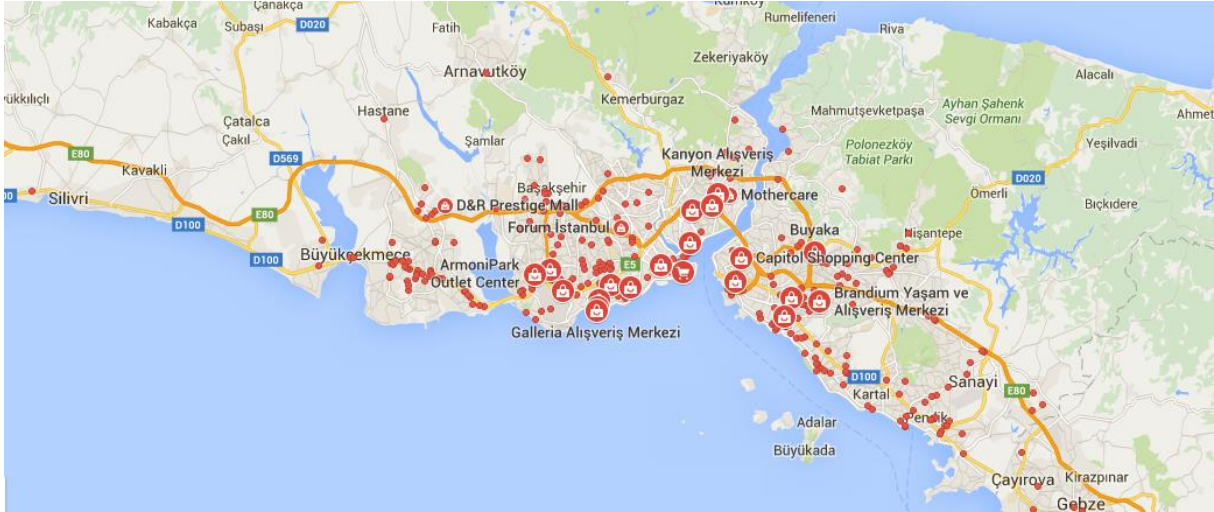 Çanakça
Kabakça
Subaşı
D020
Fatih
Rumelifeneri
Riva
Zekeriyaköy
Arnavutköy
Alacalı
Kemerburgaz
Hastane
Mahmutşevketpaşa
Ayhan Şahenk
Sevgi Ormanı
Çatalca
Çakıl
Şamlar
Polonezköy
Tabiat Parkı
Yeşilvadi
E80
D569
Kavakli
Kanyon Alışveriş
Merkezi
D020
Silivri
Başakşehir
Mothercare
Ömerli
E80
D&R Prestige Mall
D100
Forum İstanbul
Buyaka
Büyükçekmece
D100
ArmoniPark
Outlet Center
E5
Capitol Shopping Center
Brandium Yaşam ve
Alışveriş Merkezi
Galleria Alışveriş Merkezi
D100
Kartal
Sanayi
E80
Pendik
Adalar
Büyükada
Çayırova
Kirazpınar
Gebze